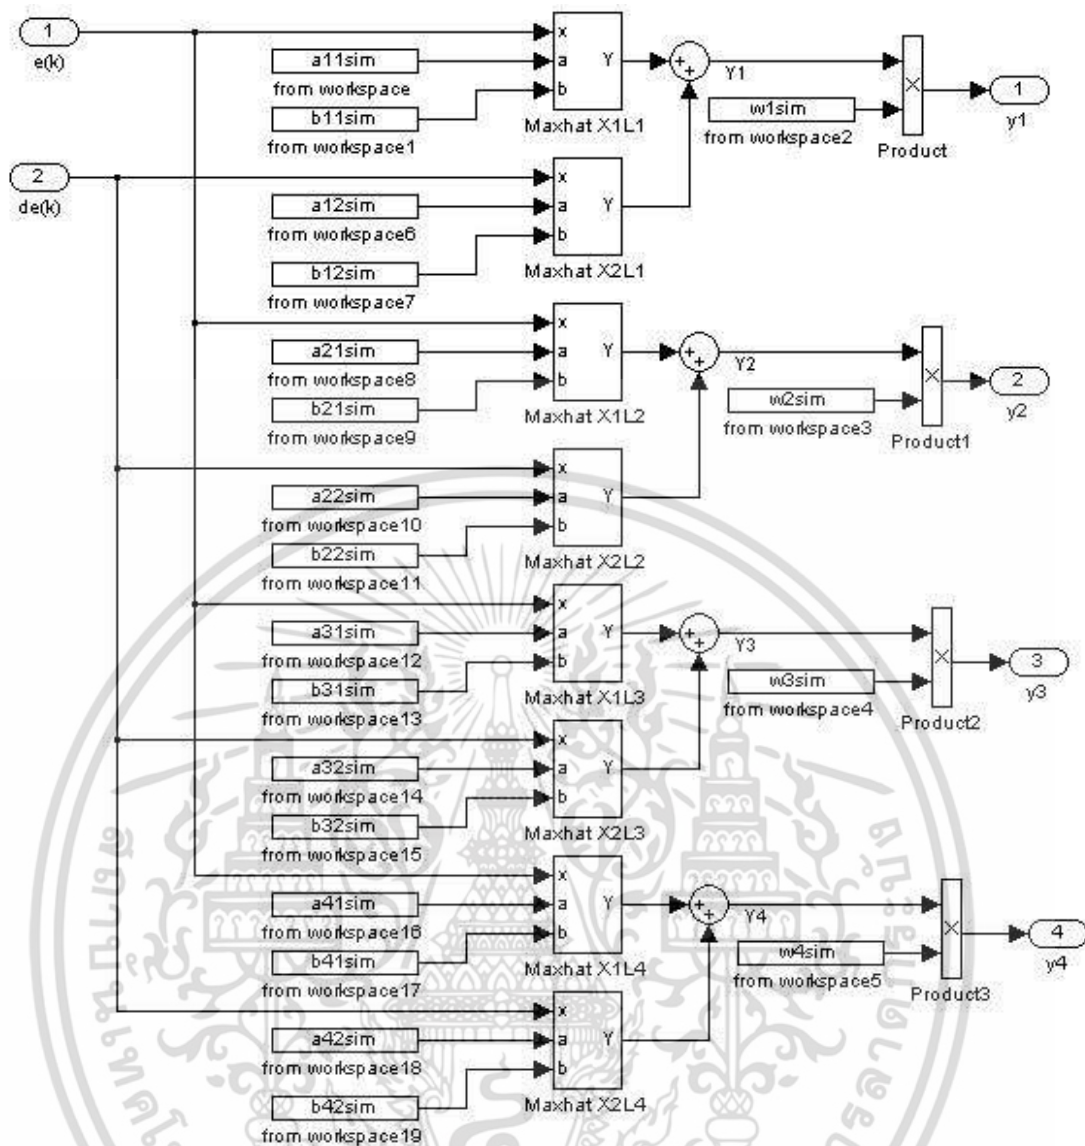 1
e(k)
a11sim
from workspace
b11sim
from workspace1
x
a
b
Y
Maxhat X1L1
Y1
w1sim
from workspace2
×
Product
1
y1
2
de(k)
a12sim
from workspace6
b12sim
from workspace7
x
a
b
Y
Maxhat X2L1
a21sim
from workspace8
b21sim
from workspace9
x
a
b
Y
Maxhat X1L2
Y2
w2sim
from workspace3
×
Product1
2
y2
a22sim
from workspace10
b22sim
from workspace11
x
a
b
Y
Maxhat X2L2
a31sim
from workspace12
b31sim
from workspace13
x
a
b
Y
Maxhat X1L3
Y3
w3sim
from workspace4
×
Product2
3
y3
a32sim
from workspace14
b32sim
from workspace15
x
a
b
Y
Maxhat X2L3
a41sim
from workspace16
b41sim
from workspace17
x
a
b
Y
Maxhat X1L4
Y4
w4sim
from workspace5
×
Product3
4
y4
a42sim
from workspace18
b42sim
from workspace19
x
a
b
Y
Maxhat X2L4